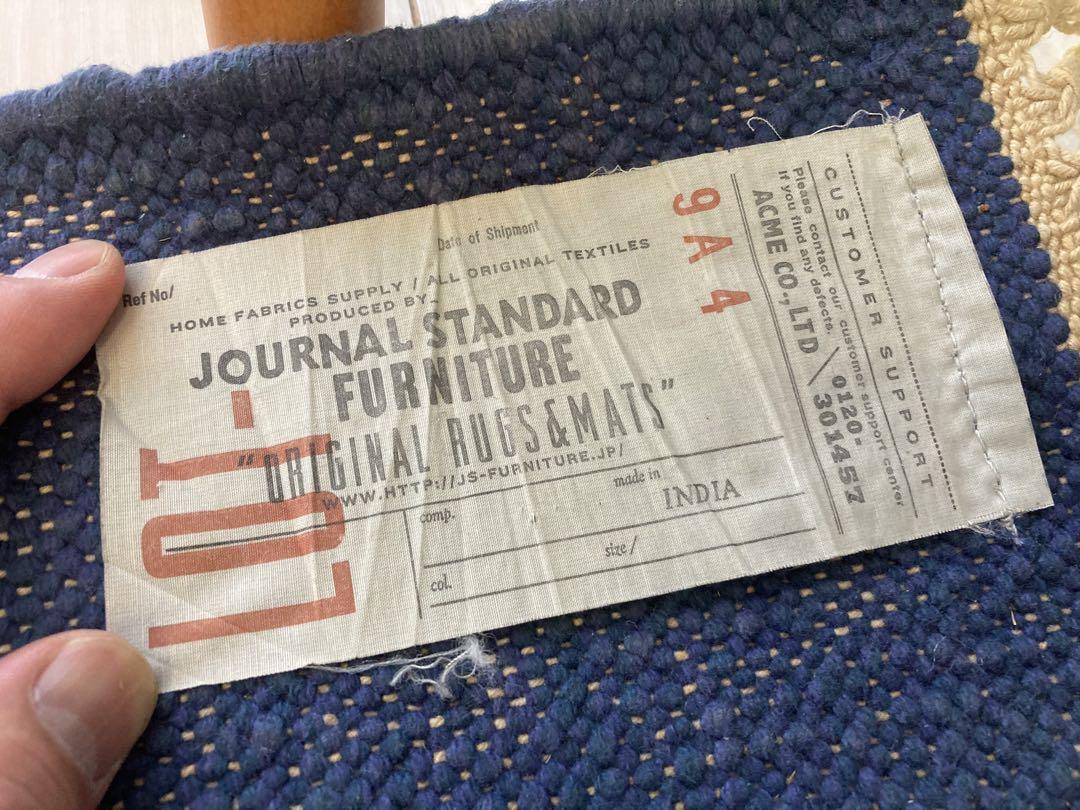 Ref No/
Date of Shipment
HOME FABRICS SUPPLY / ALL ORIGINAL TEXTILES
PRODUCED BY-
JOURNAL STANDARD
FURNITURE
"ORIGINAL RUGS&MATS"
WWW.HTTP://JS-FURNITURE.JP/
made in
INDIA
comp.
size/
col.
LOT-
9A4
CUSTOMER SUPPORT
Please contact our customer support center
if you find any defects.
ACME CO., LTD
0120-
301457